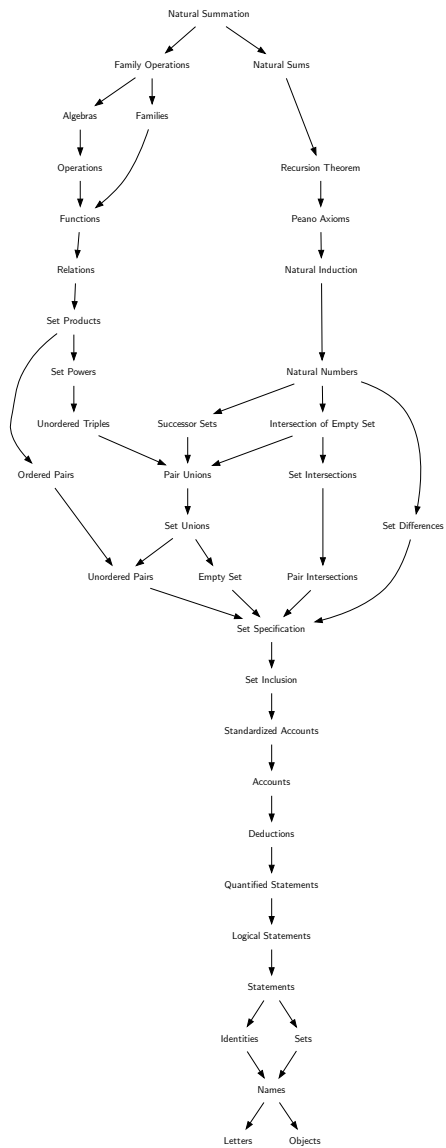 Natural Summation
Family Operations
Natural Sums
Algebras
Families
Operations
Recursion Theorem
Functions
Peano Axioms
Relations
Natural Induction
Set Products
Set Powers
Natural Numbers
Unordered Triples
Successor Sets
Intersection of Empty Set
Ordered Pairs
Pair Unions
Set Intersections
Set Unions
Set Differences
Unordered Pairs
Empty Set
Pair Intersections
Set Specification
Set Inclusion
Standardized Accounts
Accounts
Deductions
Quantified Statements
Logical Statements
Statements
Identities
Sets
Names
Letters
Objects